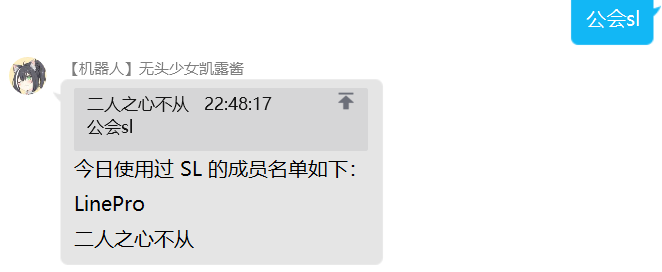 公会sl
【机器人】无头少女凯露酱
二人之心不从 22:48:17
公会sl
今日使用过 SL 的成员名单如下：
LinePro
二人之心不从